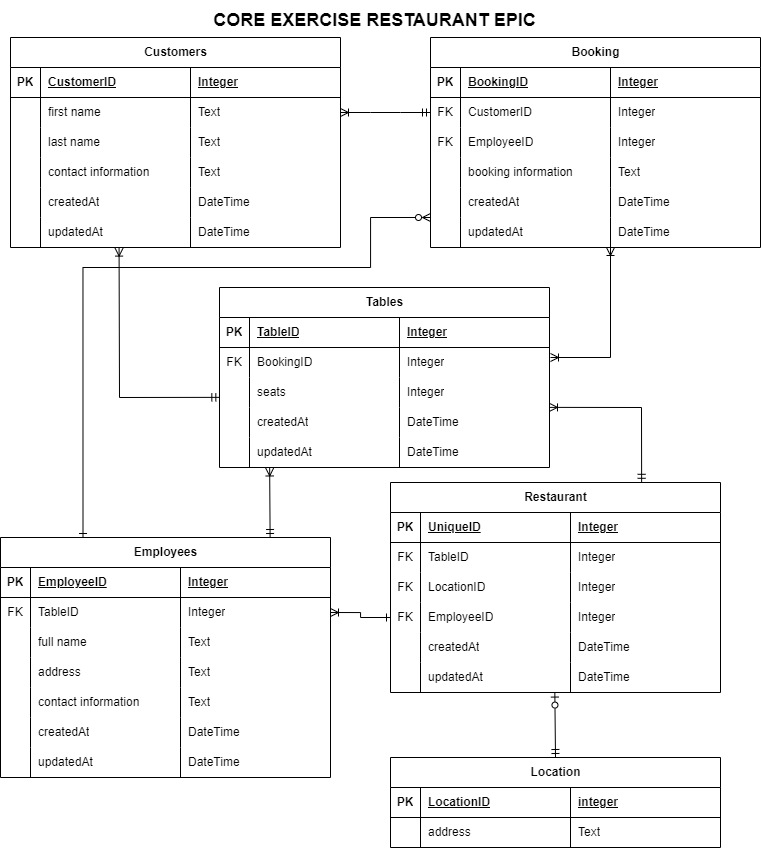 CORE EXERCISE RESTAURANT EPIC
Customers
PK CustomerID Integer
first name Text
last name Text
contact information Text
createdAt DateTime
updatedAt DateTime
Booking
PK BookingID Integer
FK CustomerID Integer
FK EmployeeID Integer
booking information Text
createdAt DateTime
updatedAt DateTime
Tables
PK TableID Integer
FK BookingID Integer
seats Integer
createdAt DateTime
updatedAt DateTime
Restaurant
PK UniqueID Integer
FK TableID Integer
FK LocationID Integer
FK EmployeeID Integer
createdAt DateTime
updatedAt DateTime
Employees
PK EmployeeID Integer
FK TableID Integer
full name Text
address Text
contact information Text
createdAt DateTime
updatedAt DateTime
Location
PK LocationID integer
address Text